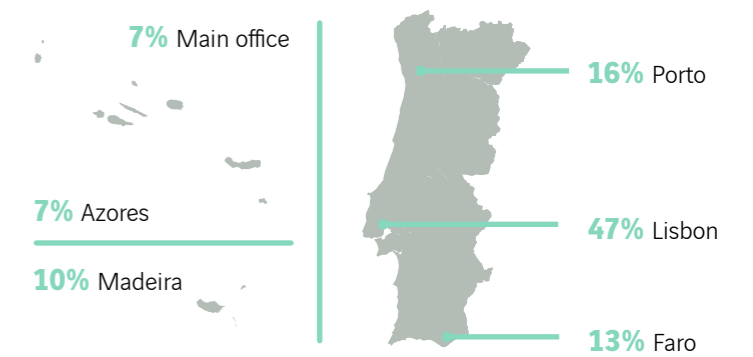 7% Main office
7% Azores
10% Madeira
16% Porto
47% Lisbon
13% Faro